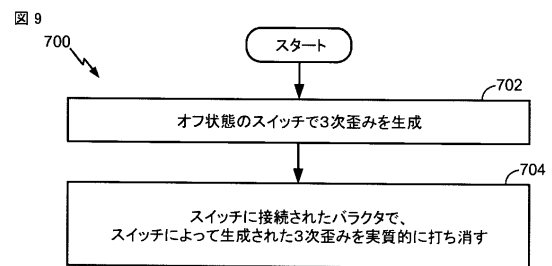 図 9
700
スタート
702
オフ状態のスイッチで3次歪みを生成
704
スイッチに接続されたバラクタで、
スイッチによって生成された3次歪みを実質的に打ち消す